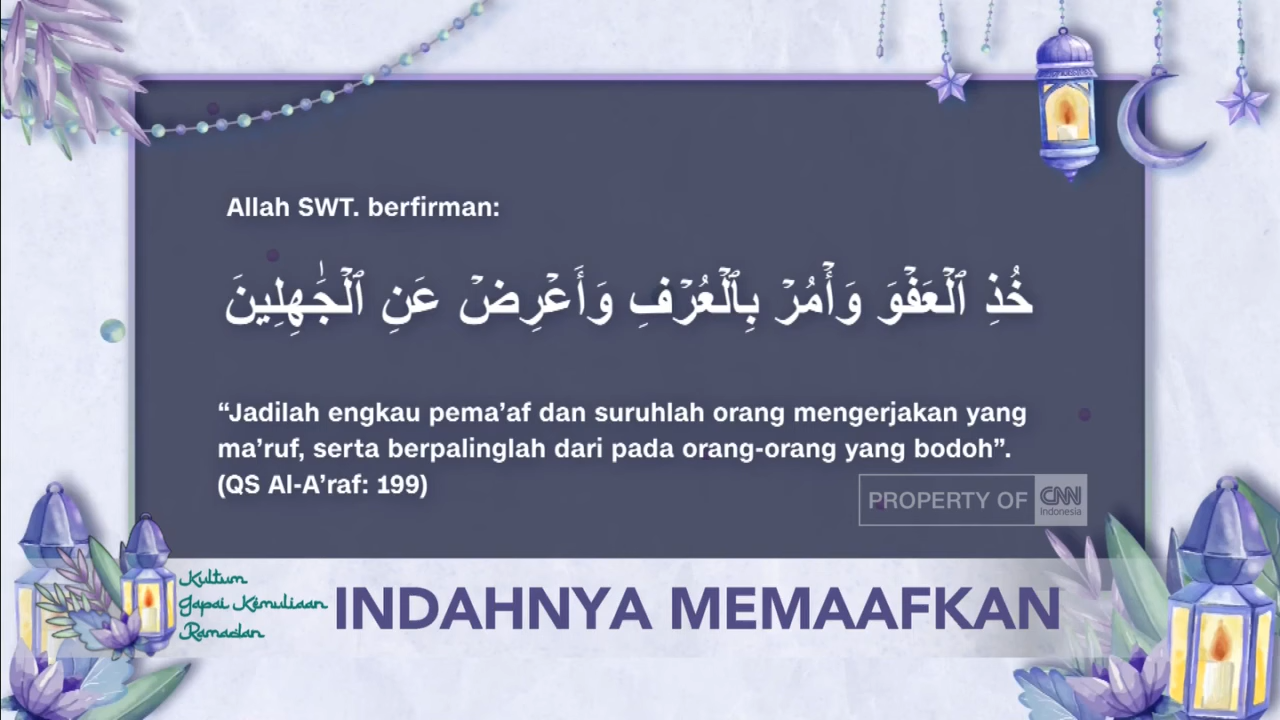 Allah SWT. berfirman:
خُذِ ٱلْعَفْوَ وَأْمُرْ بِٱلْعُرْفِ وَأَعْرِضْ عَنِ ٱلْجَٰهِلِينَ
“Jadilah engkau pema’af dan suruhlah orang mengerjakan yang
ma’ruf, serta berpalinglah dari pada orang-orang yang bodoh”.
(QS Al-A’raf: 199)
PROPERTY OF CNN
Indonesia
Kultum
Gapai Kemuliaan
Ramadan
INDAHNYA MEMAAFKAN